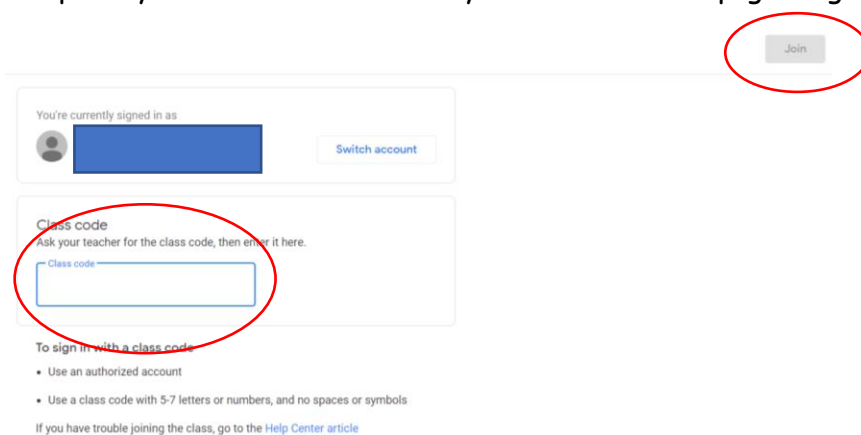 Join
You're currently signed in as
Switch account
Class code
Ask your teacher for the class code, then enter it here.
Class code
To sign in with a class code
• Use an authorized account
• Use a class code with 5-7 letters or numbers, and no spaces or symbols
If you have trouble joining the class, go to the Help Center article